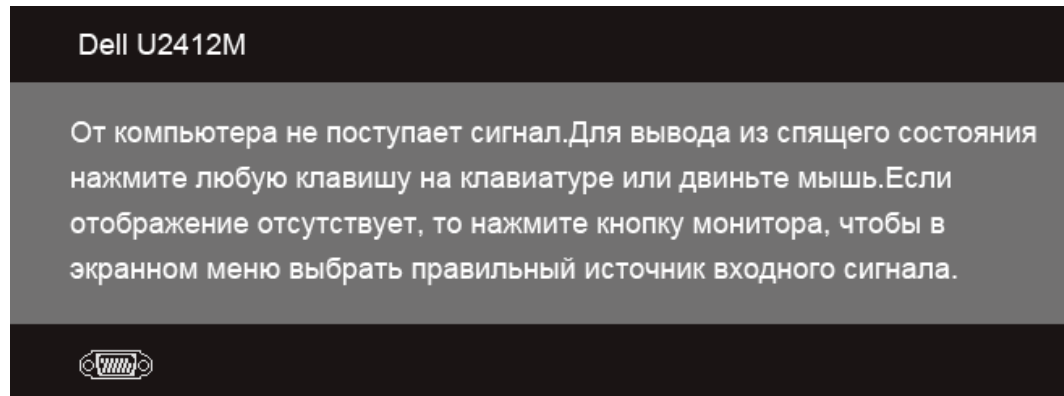 Dell U2412M
От компьютера не поступает сигнал.Для вывода из спящего состояния
нажмите любую клавишу на клавиатуре или двиньте мышь.Если
отображение отсутствует, то нажмите кнопку монитора, чтобы в
экранном меню выбрать правильный источник входного сигнала.